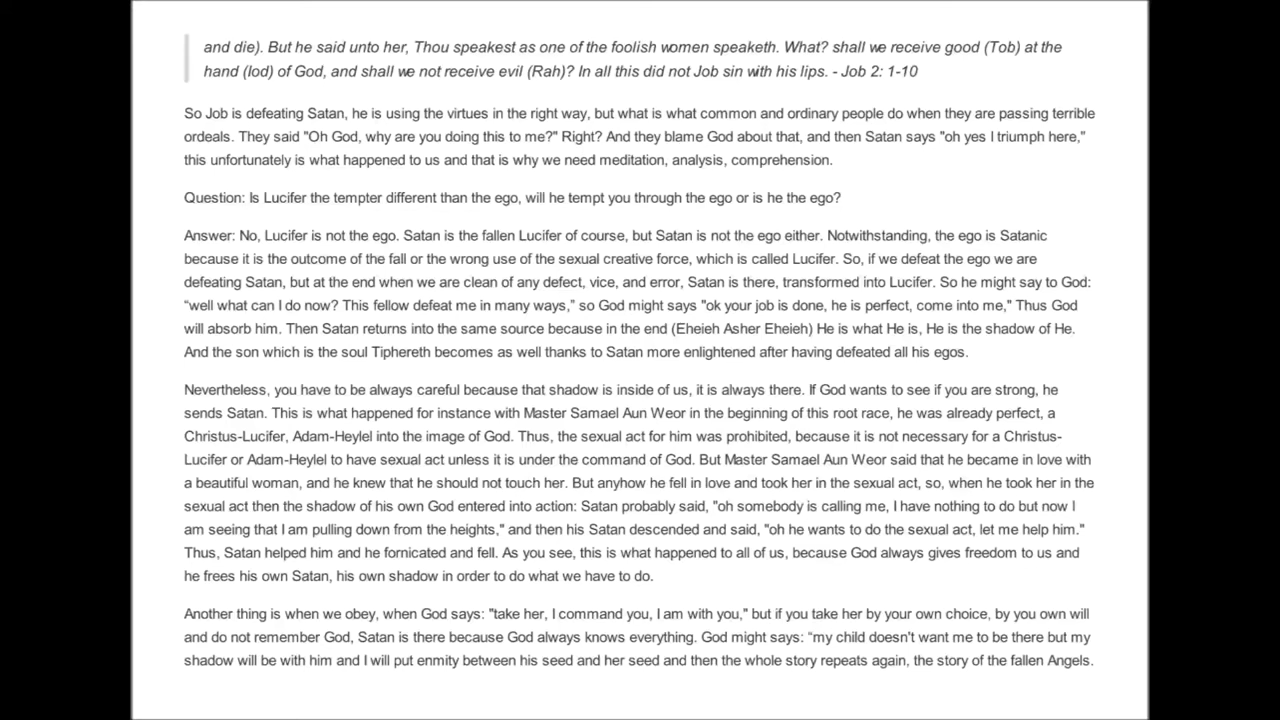 and die). But he said unto her, Thou speakest as one of the foolish women speaketh. What? shall we receive good (Tob) at the
hand (Iod) of God, and shall we not receive evil (Rah)? In all this did not Job sin with his lips. - Job 2: 1-10
So Job is defeating Satan, he is using the virtues in the right way, but what is what common and ordinary people do when they are passing terrible
ordeals. They said "Oh God, why are you doing this to me?" Right? And they blame God about that, and then Satan says "oh yes I triumph here,"
this unfortunately is what happened to us and that is why we need meditation, analysis, comprehension.
Question: Is Lucifer the tempter different than the ego, will he tempt you through the ego or is he the ego?
Answer: No, Lucifer is not the ego. Satan is the fallen Lucifer of course, but Satan is not the ego either. Notwithstanding, the ego is Satanic
because it is the outcome of the fall or the wrong use of the sexual creative force, which is called Lucifer. So, if we defeat the ego we are
defeating Satan, but at the end when we are clean of any defect, vice, and error, Satan is there, transformed into Lucifer. So he might say to God:
“well what can I do now? This fellow defeat me in many ways,” so God might says "ok your job is done, he is perfect, come into me," Thus God
will absorb him. Then Satan returns into the same source because in the end (Eheieh Asher Eheieh) He is what He is, He is the shadow of He.
And the son which is the soul Tiphereth becomes as well thanks to Satan more enlightened after having defeated all his egos.
Nevertheless, you have to be always careful because that shadow is inside of us, it is always there. If God wants to see if you are strong, he
sends Satan. This is what happened for instance with Master Samael Aun Weor in the beginning of this root race, he was already perfect, a
Christus-Lucifer, Adam-Heylel into the image of God. Thus, the sexual act for him was prohibited, because it is not necessary for a Christus-
Lucifer or Adam-Heylel to have sexual act unless it is under the command of God. But Master Samael Aun Weor said that he became in love with
a beautiful woman, and he knew that he should not touch her. But anyhow he fell in love and took her in the sexual act, so, when he took her in the
sexual act then the shadow of his own God entered into action: Satan probably said, "oh somebody is calling me, I have nothing to do but now I
am seeing that I am pulling down from the heights," and then his Satan descended and said, "oh he wants to do the sexual act, let me help him."
Thus, Satan helped him and he fornicated and fell. As you see, this is what happened to all of us, because God always gives freedom to us and
he frees his own Satan, his own shadow in order to do what we have to do.
Another thing is when we obey, when God says: "take her, I command you, I am with you," but if you take her by your own choice, by you own will
and do not remember God, Satan is there because God always knows everything. God might says: “my child doesn't want me to be there but my
shadow will be with him and I will put enmity between his seed and her seed and then the whole story repeats again, the story of the fallen Angels.